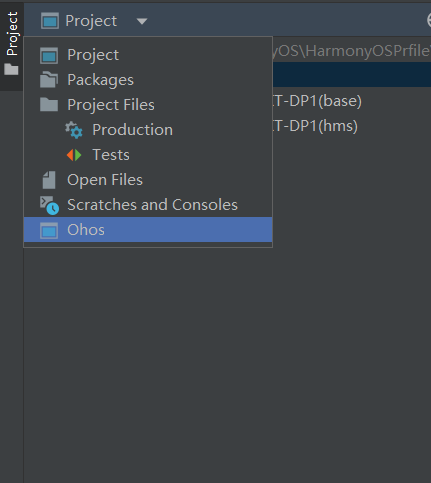 Project
Project
Project
yOS\HarmonyOSPrfile
Packages
Project Files
T-DP1(base)
Production
T-DP1(hms)
Tests
Open Files
Scratches and Consoles
Ohos